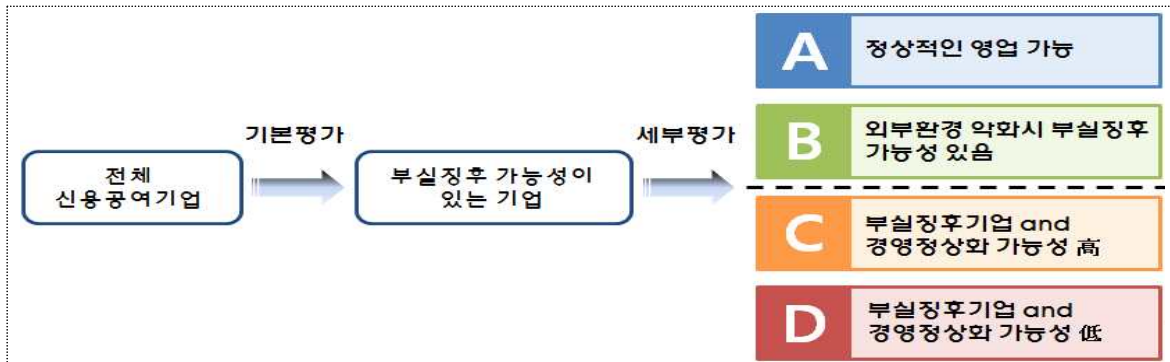 전체
신용공여기업
기본평가
부실징후 가능성이
있는 기업
세부평가
A
정상적인 영업 가능
B
외부환경 악화시 부실징후
가능성 있음
C
부실징후기업 and
경영정상화 가능성 高
D
부실징후기업 and
경영정상화 가능성 低